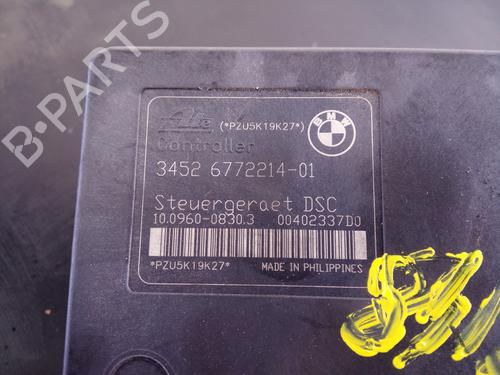 B-PARTS
Ate
(*PZU5K19K27*)
BMW
Controller
3452 6772214-01
Steuergeraet DSC
10.0960-0830.3 00402337D0
*PZU5K19K27* MADE IN PHILIPPINES